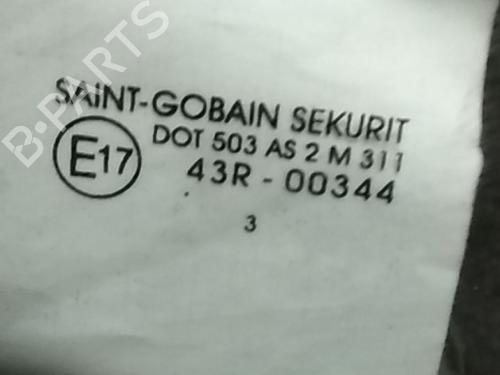 B-PARTS
SAINT-GOBAIN SEKURIT
E17
DOT 503 AS 2 M 311
43R - 00344
3